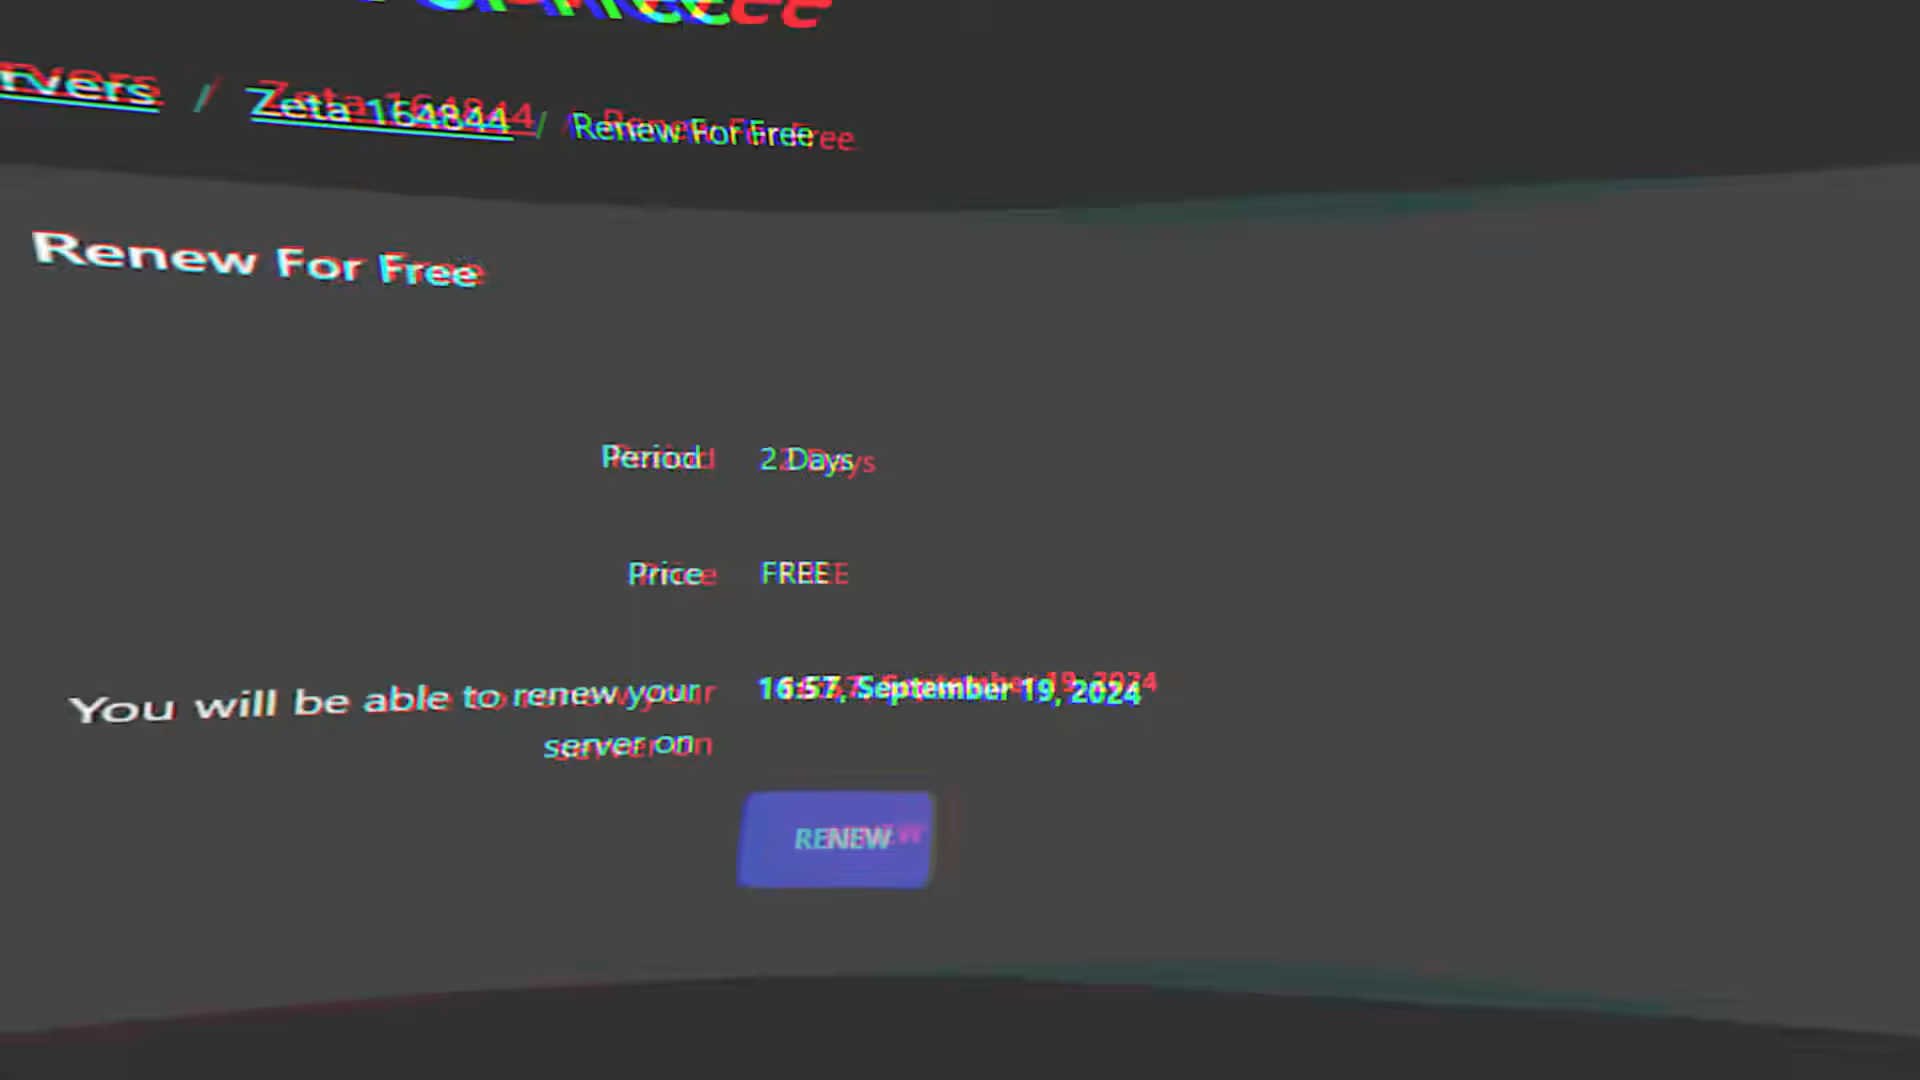 / Zeta 164844 / Renew For Free
Renew For Free
Period 2 Days
Price FREE
You will be able to renew your 16:57, September 19, 2024
server on
RENEW